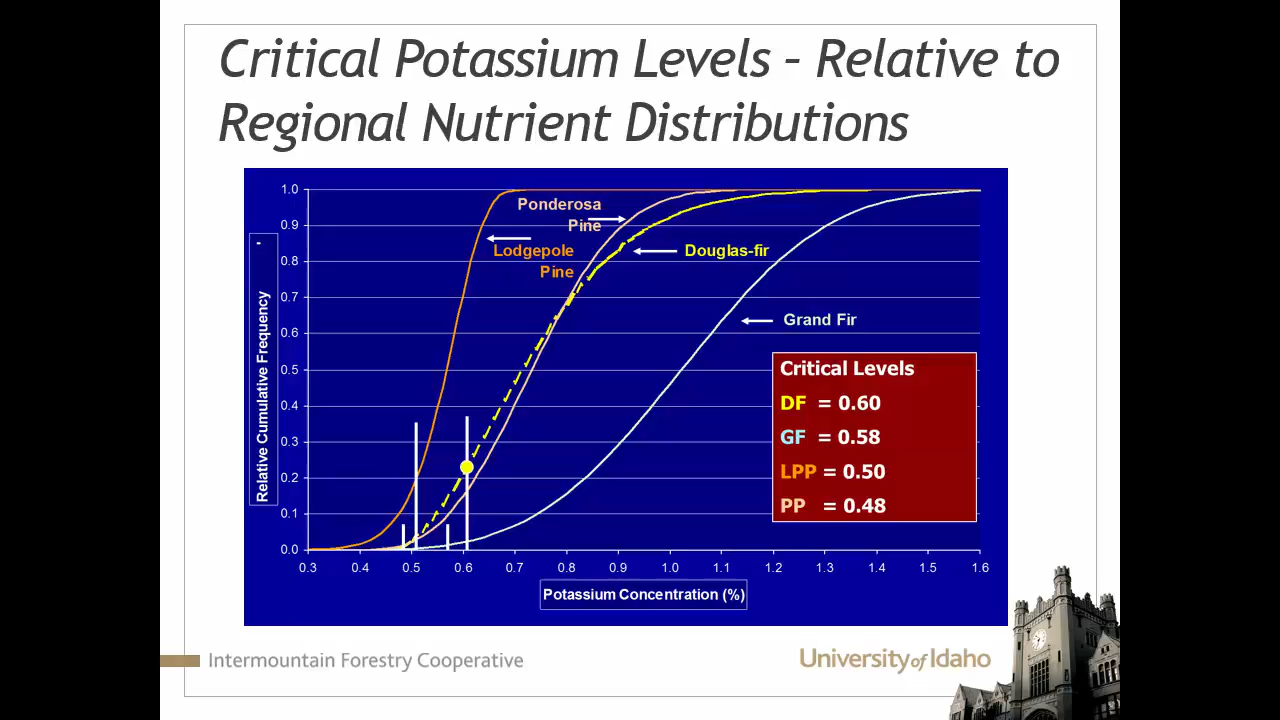 Critical Potassium Levels – Relative to
Regional Nutrient Distributions
1.0
0.9
0.8
0.7
0.6
0.5
0.4
0.3
0.2
0.1
0.0
Relative Cumulative Frequency
Ponderosa
Pine
Lodgepole
Pine
Douglas-fir
Grand Fir
Critical Levels
DF = 0.60
GF = 0.58
LPP = 0.50
PP = 0.48
0.3 0.4 0.5 0.6 0.7 0.8 0.9 1.0 1.1 1.2 1.3 1.4 1.5 1.6
Potassium Concentration (%)
Intermountain Forestry Cooperative
University of Idaho